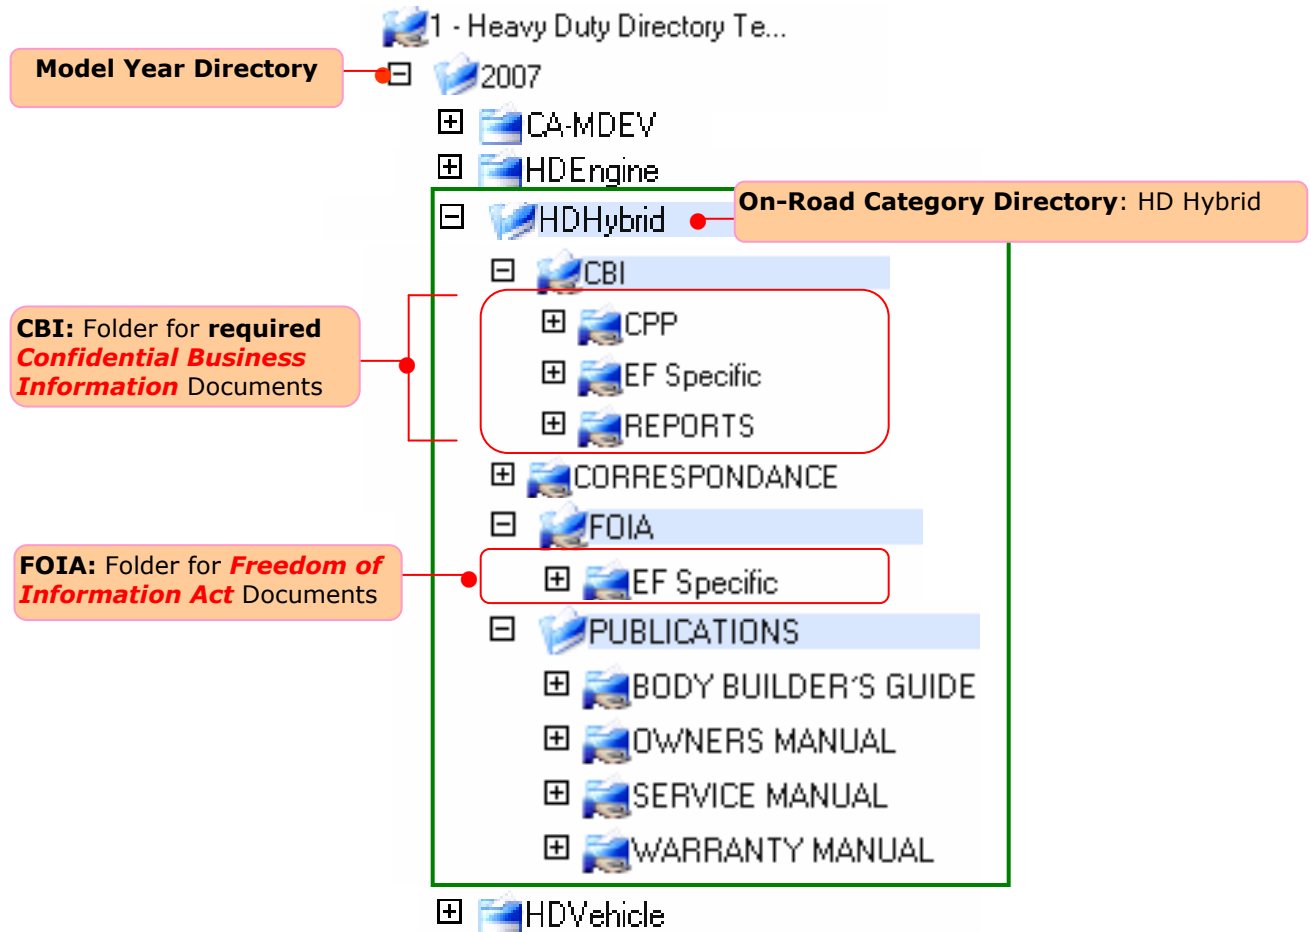 1 - Heavy Duty Directory Te...
Model Year Directory
2007
CA-MDEV
HDEngine
On-Road Category Directory: HD Hybrid
HDHybrid
CBI
CBI: Folder for required
Confidential Business
Information Documents
CPP
EF Specific
REPORTS
CORRESPONDANCE
FOIA
FOIA: Folder for Freedom of
Information Act Documents
EF Specific
PUBLICATIONS
BODY BUILDER'S GUIDE
OWNERS MANUAL
SERVICE MANUAL
WARRANTY MANUAL
HDVehicle